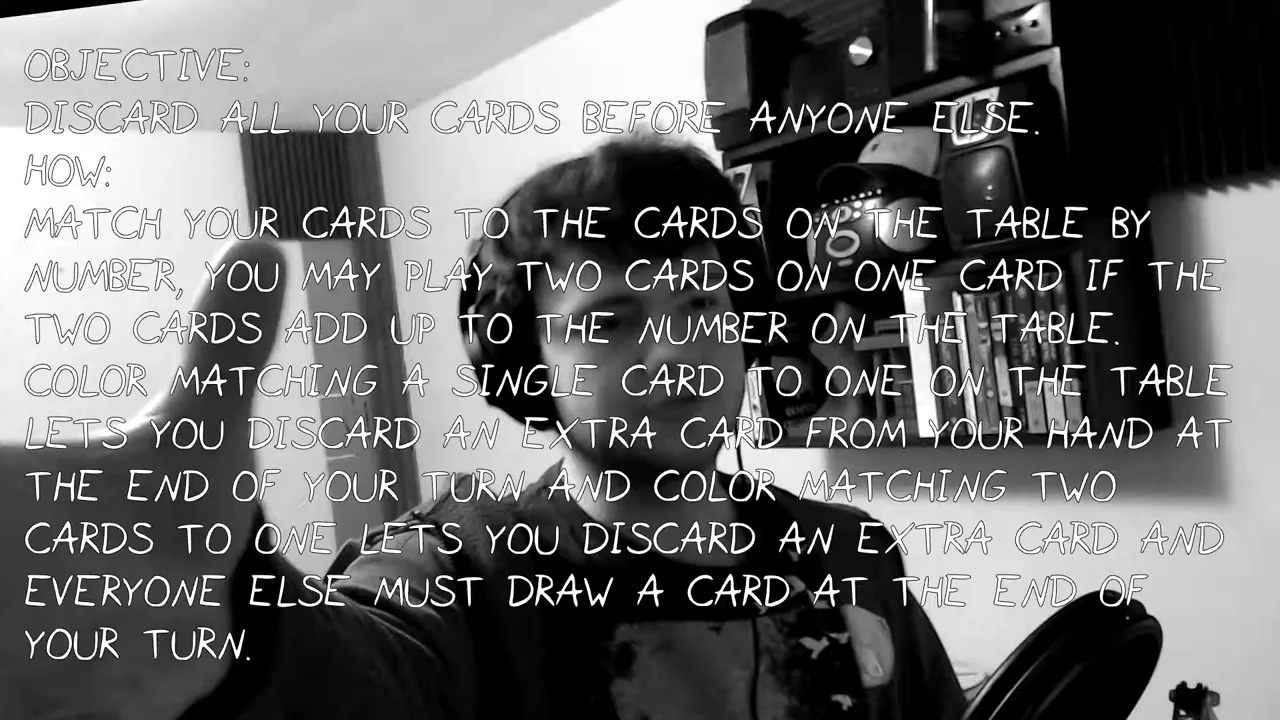 OBJECTIVE:
DISCARD ALL YOUR CARDS BEFORE ANYONE ELSE.
HOW:
MATCH YOUR CARDS TO THE CARDS ON THE TABLE BY
NUMBER, YOU MAY PLAY TWO CARDS ON ONE CARD IF THE
TWO CARDS ADD UP TO THE NUMBER ON THE TABLE.
COLOR MATCHING A SINGLE CARD TO ONE ON THE TABLE
LETS YOU DISCARD AN EXTRA CARD FROM YOUR HAND AT
THE END OF YOUR TURN AND COLOR MATCHING TWO
CARDS TO ONE LETS YOU DISCARD AN EXTRA CARD AND
EVERYONE ELSE MUST DRAW A CARD AT THE END OF
YOUR TURN.